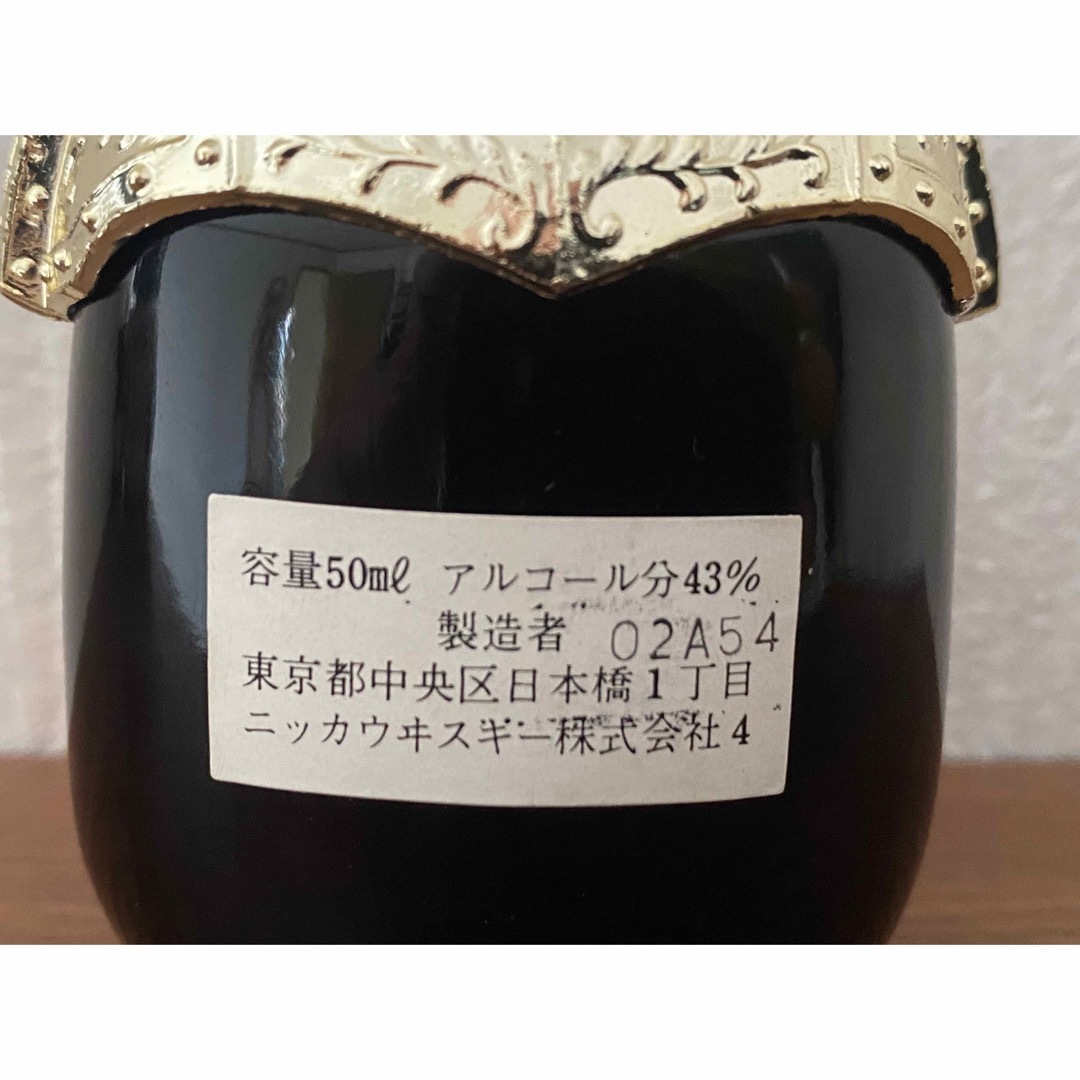 容量50mℓ アルコール分43%
製造者 02A54
東京都中央区日本橋1丁目
ニッカウヰスキー株式会社4